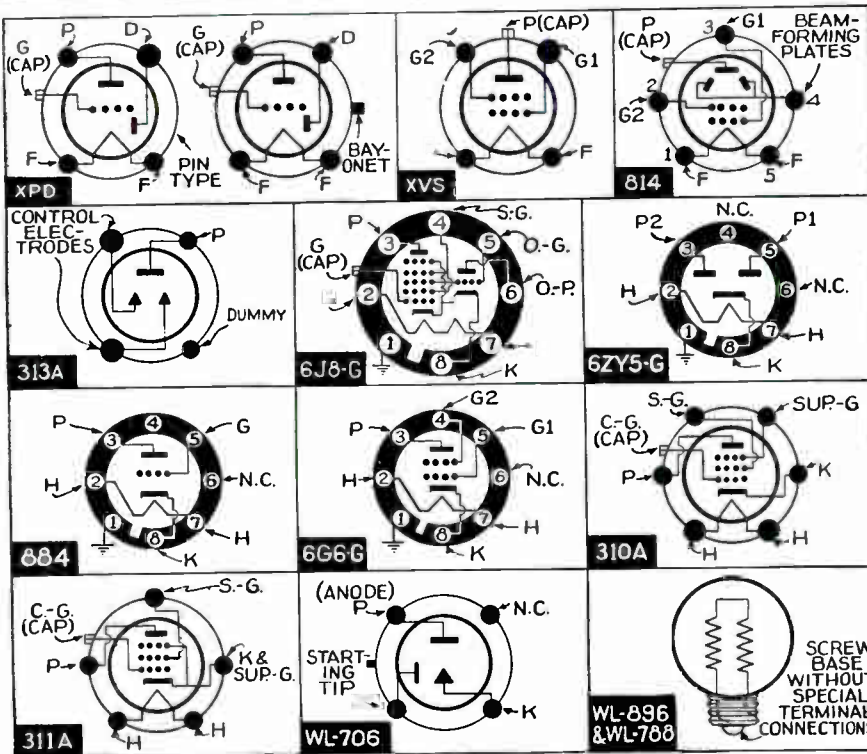 P
D
G
(CAP)
F
F
PIN
TYPE
XPD
G
(CAP)
P
D
BAY-
ONET
F
F
P(CAP)
G2
G1
F
XVS
P
(CAP)
3
G1
BEAM-
FORMING
PLATES
2
G2
4
1
F
F
5
814
CONTROL
ELEC-
TRODES
P
DUMMY
313A
P
S.-G.
G
(CAP)
3
4
5
O.-G.
2
6
O.-P.
1
8
7
K
6J8-G
N.C.
P2
P1
3
4
5
H
2
6
N.C.
1
8
7
H
K
6ZY5-G
P
G
3
4
5
H
2
6
N.C.
1
8
7
H
K
884
G2
P
G1
3
4
5
H
2
6
N.C.
1
8
7
H
K
6G6-G
S.-G.
SUP.-G
C.-G.
(CAP)
P
K
H
H
310A
S.-G.
C.-G.
(CAP)
P
K &
SUP.-G.
H
H
311A
(ANODE)
P
N.C.
START-
ING
TIP
K
WL-706
SCREW
BASE
WITHOUT
SPECIAL
TERMINAL
CONNECTION
WL-896
& WL-788